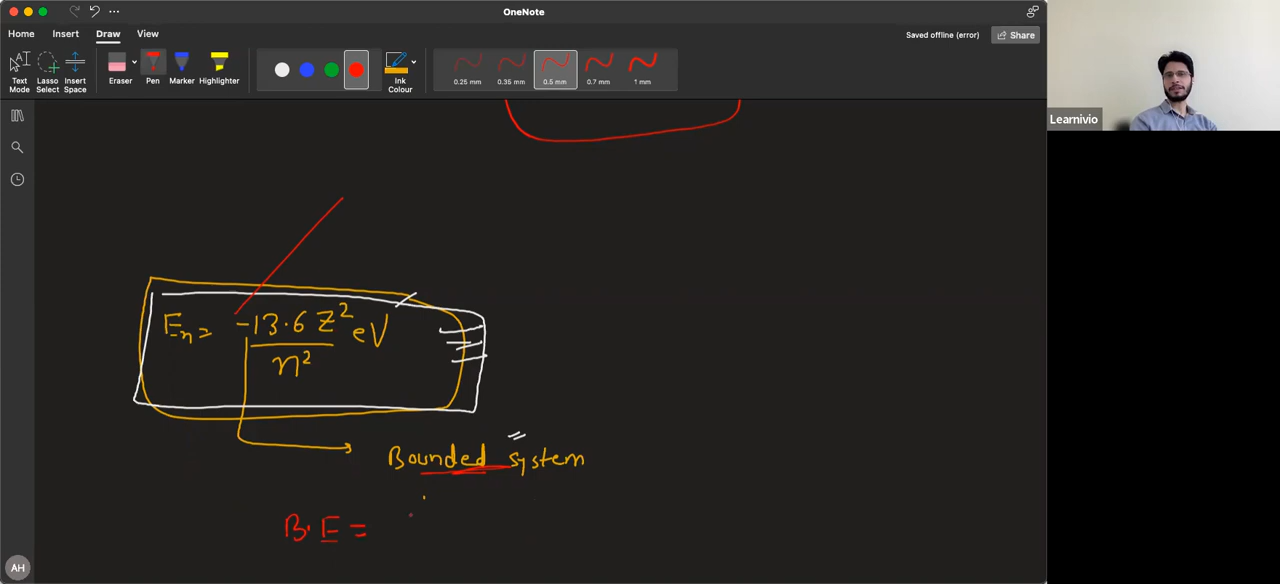 OneNote
Home Insert Draw View
Saved offline (error)
Share
Text Mode
Lasso Select
Insert Space
Eraser
Pen
Marker
Highlighter
Ink Colour
0.25 mm
0.35 mm
0.5 mm
0.7 mm
1 mm
Learnivio
En = -13.6 Z² eV
n²
Bounded system
B.E =
AH